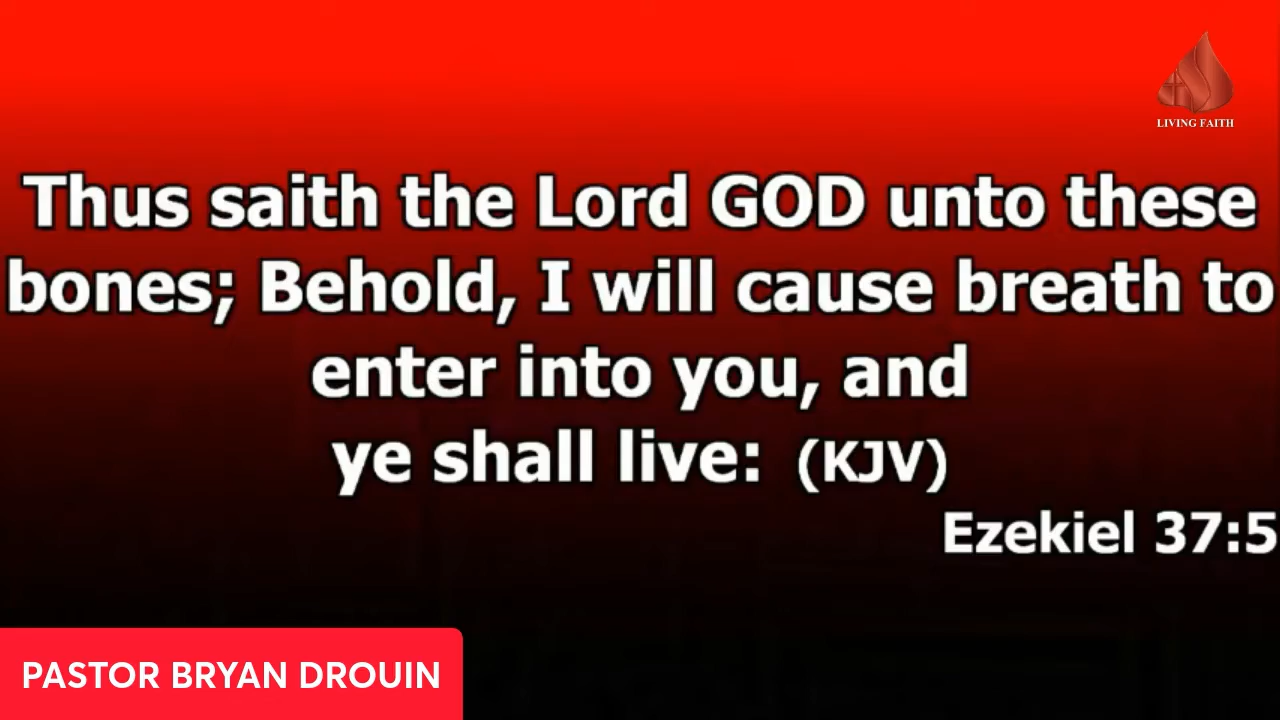 LIVING FAITH
Thus saith the Lord GOD unto these
bones; Behold, I will cause breath to
enter into you, and
ye shall live: (KJV)
Ezekiel 37:5
PASTOR BRYAN DROUIN